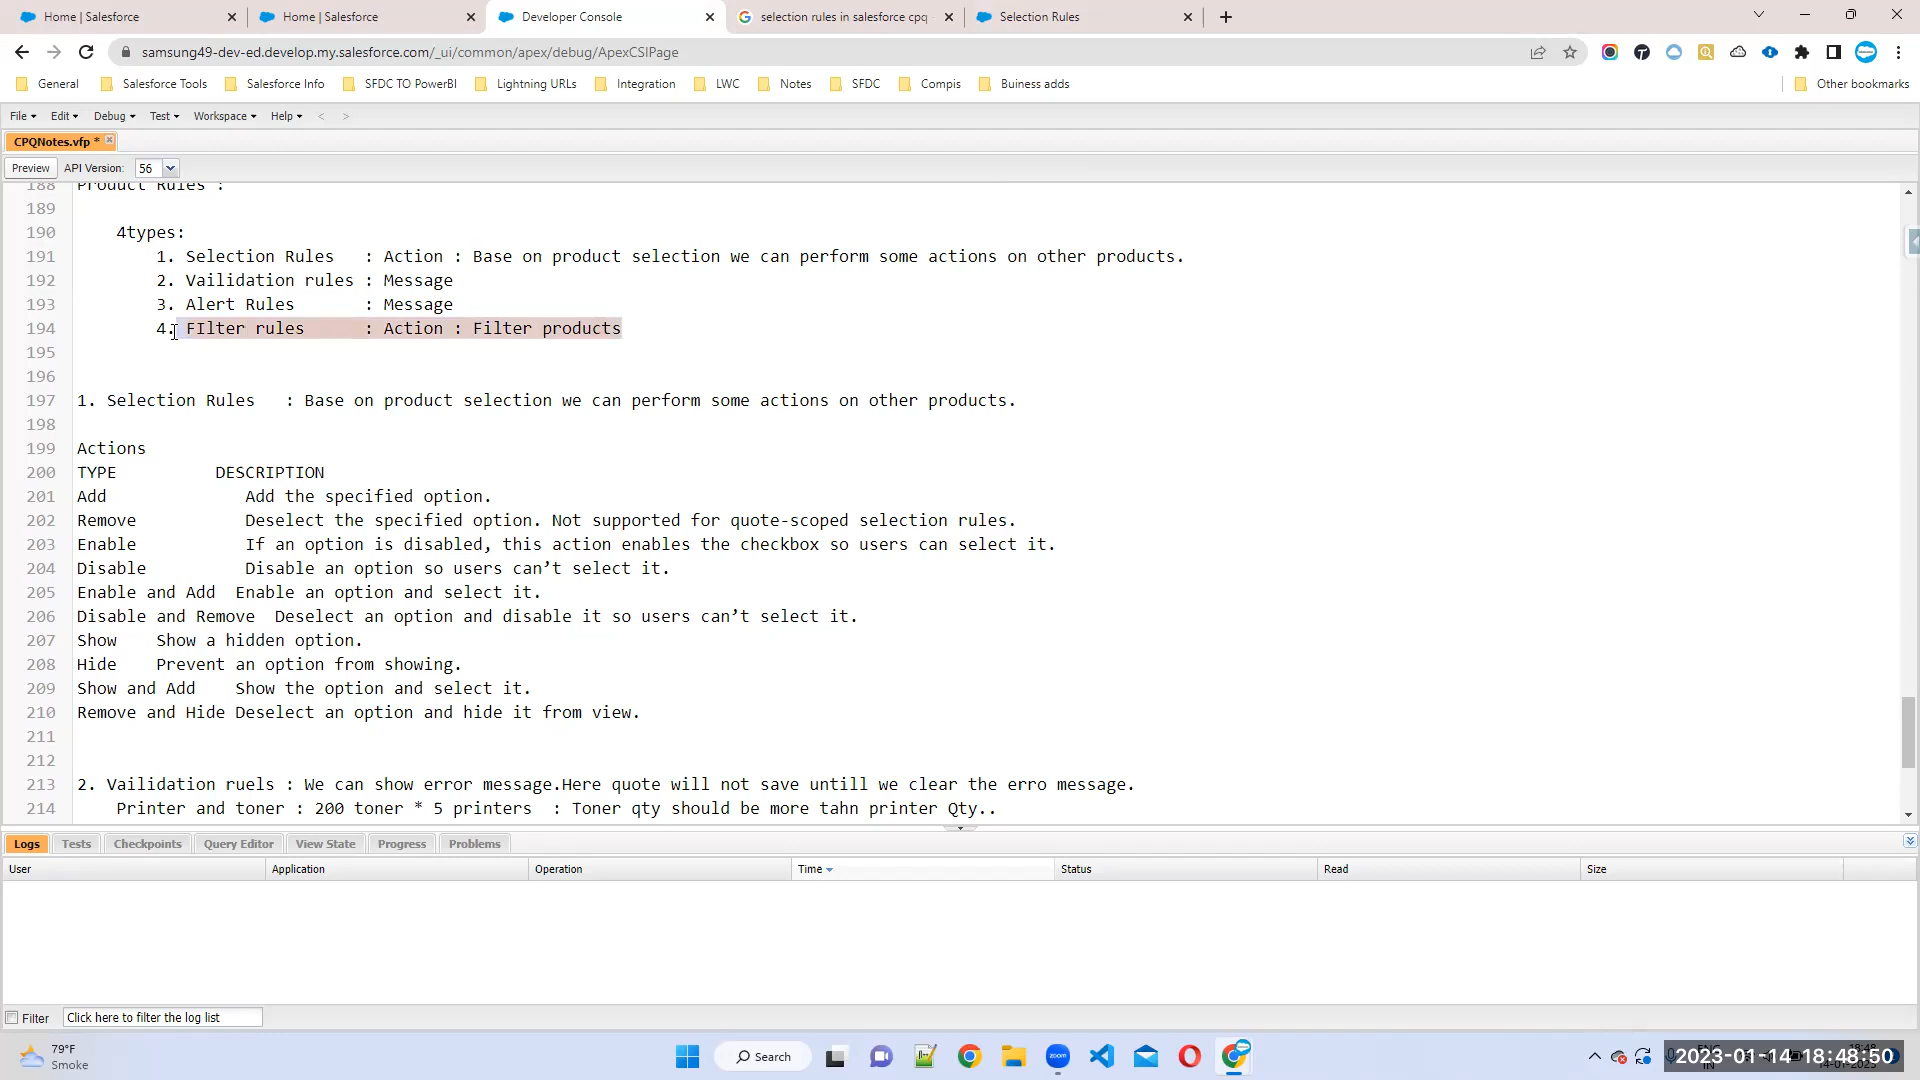 Home | Salesforce
Home | Salesforce
Developer Console
selection rules in salesforce cpq
Selection Rules
samsung49-dev-ed.develop.my.salesforce.com/_ui/common/apex/debug/ApexCSIPage
General
Salesforce Tools
Salesforce Info
SFDC TO PowerBI
Lightning URLs
Integration
LWC
Notes
SFDC
Compis
Buiness adds
Other bookmarks
File
Edit
Debug
Test
Workspace
Help
<
>
CPQNotes.vfp *
Preview
API Version:
56
188 Product Rules :
189
190 4types:
191 1. Selection Rules : Action : Base on product selection we can perform some actions on other products.
192 2. Vailidation rules : Message
193 3. Alert Rules : Message
194 4. FIlter rules : Action : Filter products
195
196
197 1. Selection Rules : Base on product selection we can perform some actions on other products.
198
199 Actions
200 TYPE DESCRIPTION
201 Add Add the specified option.
202 Remove Deselect the specified option. Not supported for quote-scoped selection rules.
203 Enable If an option is disabled, this action enables the checkbox so users can select it.
204 Disable Disable an option so users can’t select it.
205 Enable and Add Enable an option and select it.
206 Disable and Remove Deselect an option and disable it so users can’t select it.
207 Show Show a hidden option.
208 Hide Prevent an option from showing.
209 Show and Add Show the option and select it.
210 Remove and Hide Deselect an option and hide it from view.
211
212
213 2. Vailidation ruels : We can show error message.Here quote will not save untill we clear the erro message.
214 Printer and toner : 200 toner * 5 printers : Toner qty should be more tahn printer Qty..
Logs
Tests
Checkpoints
Query Editor
View State
Progress
Problems
User
Application
Operation
Time
Status
Read
Size
Filter
Click here to filter the log list
79°F
Smoke
Search
zoom
2023-01-14-18:48:50